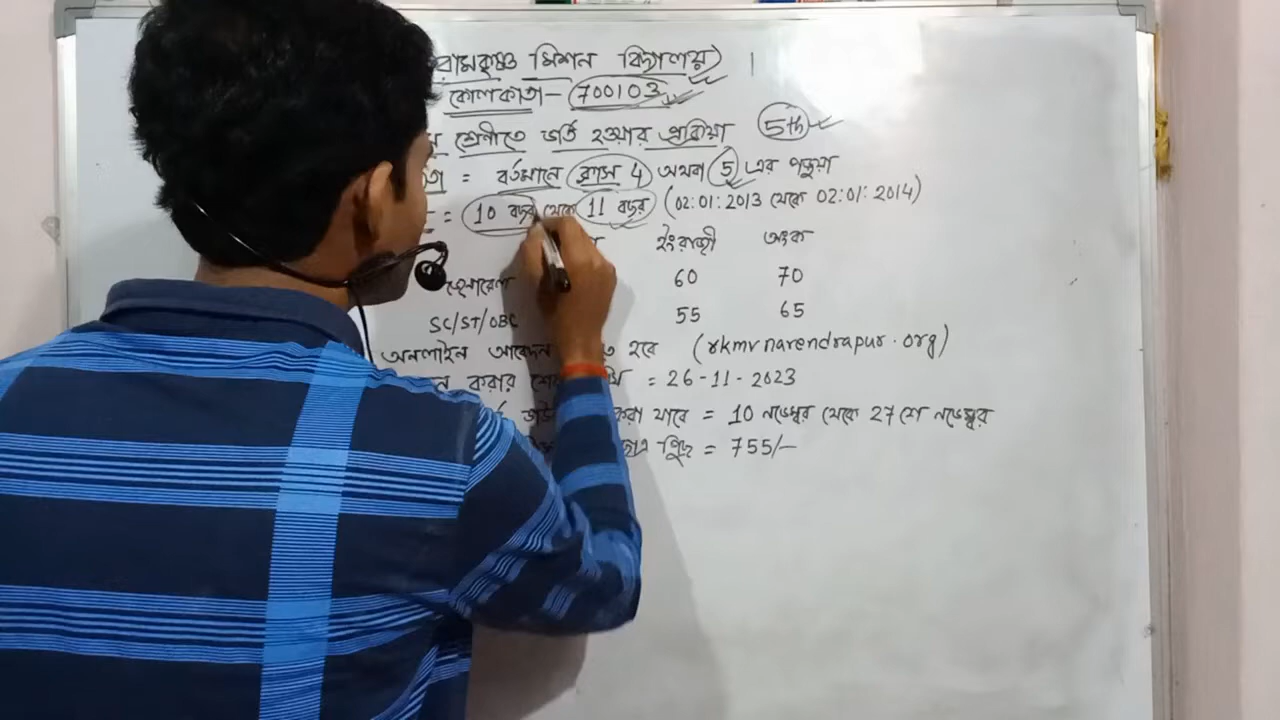 রামকৃষ্ণ মিশন বিদ্যালয়)
কোলকাতা - 700103
শ্রেণীতে ভর্তি হওয়ার প্রক্রিয়া 5th
= বর্তমানে ক্লাস 4 অথবা 5 এর পড়ুয়া
= 10 বছর থেকে 11 বছর (02.01.2013 থেকে 02.01.2014)
ইংরাজী অংক
জেনারেল 60 70
SC/ST/OBC 55 65
অনলাইন আবেদন হবে (rkmvnarendrapur.org)
করার = 26-11-2023
করা যাবে = 10 নভেম্বর থেকে 27 শে নভেম্বর
= 755/-